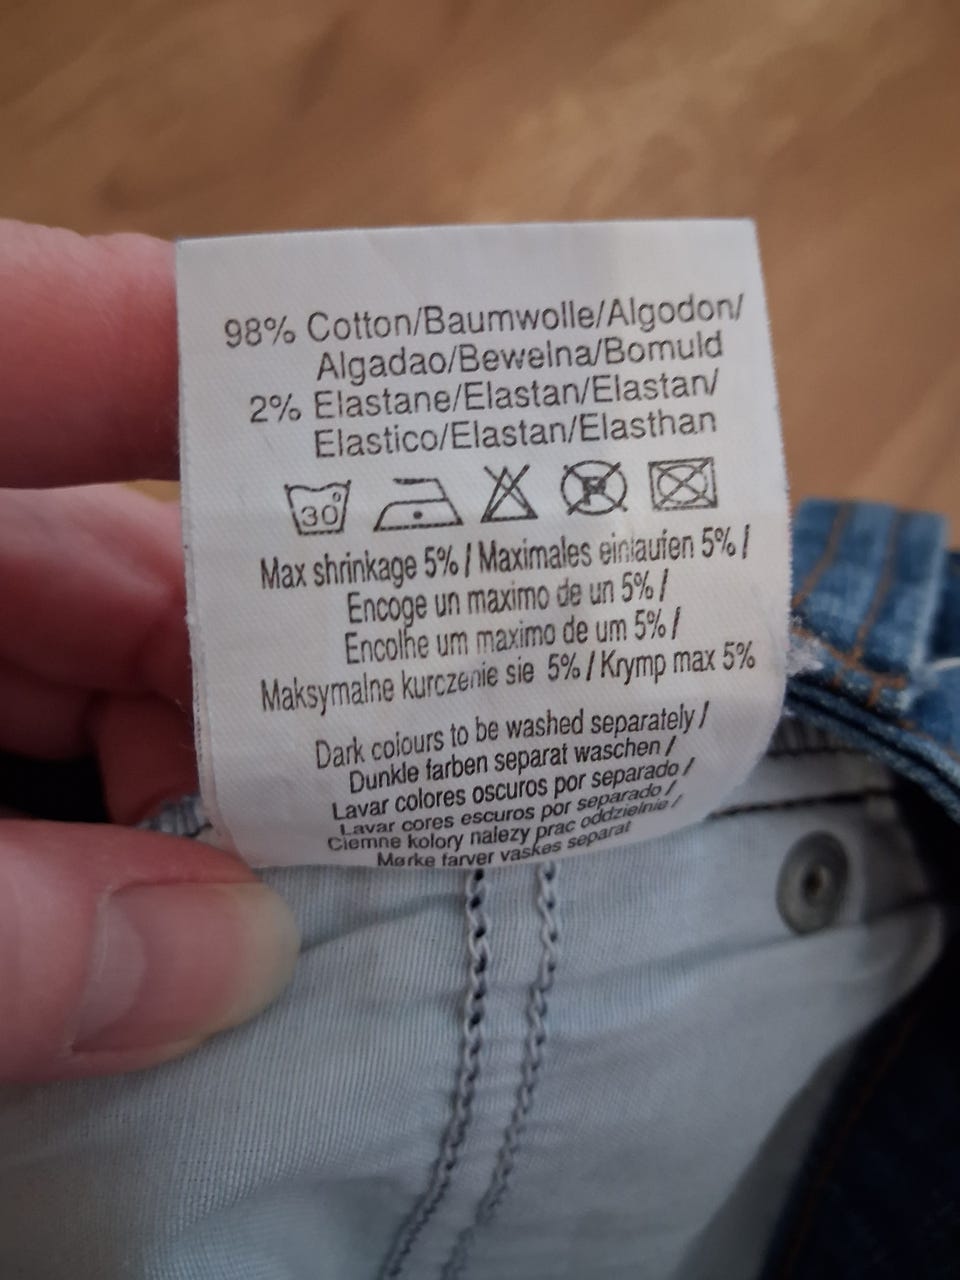 98% Cotton/Baumwolle/Algodon/
Algadao/Bewelna/Bomuld
2% Elastane/Elastan/Elastan/
Elastico/Elastan/Elasthan
30°
Max shrinkage 5% / Maximales einlaufen 5% /
Encoge un maximo de un 5% /
Encolhe um maximo de um 5% /
Maksymalne kurczenie sie 5% / Krymp max 5%
Dark colours to be washed separately /
Dunkle farben separat waschen /
Lavar colores oscuros por separado /
Lavar cores escuros por separado /
Ciemne kolory nalezy prac oddzielnie /
Mørke farver vaskes separat